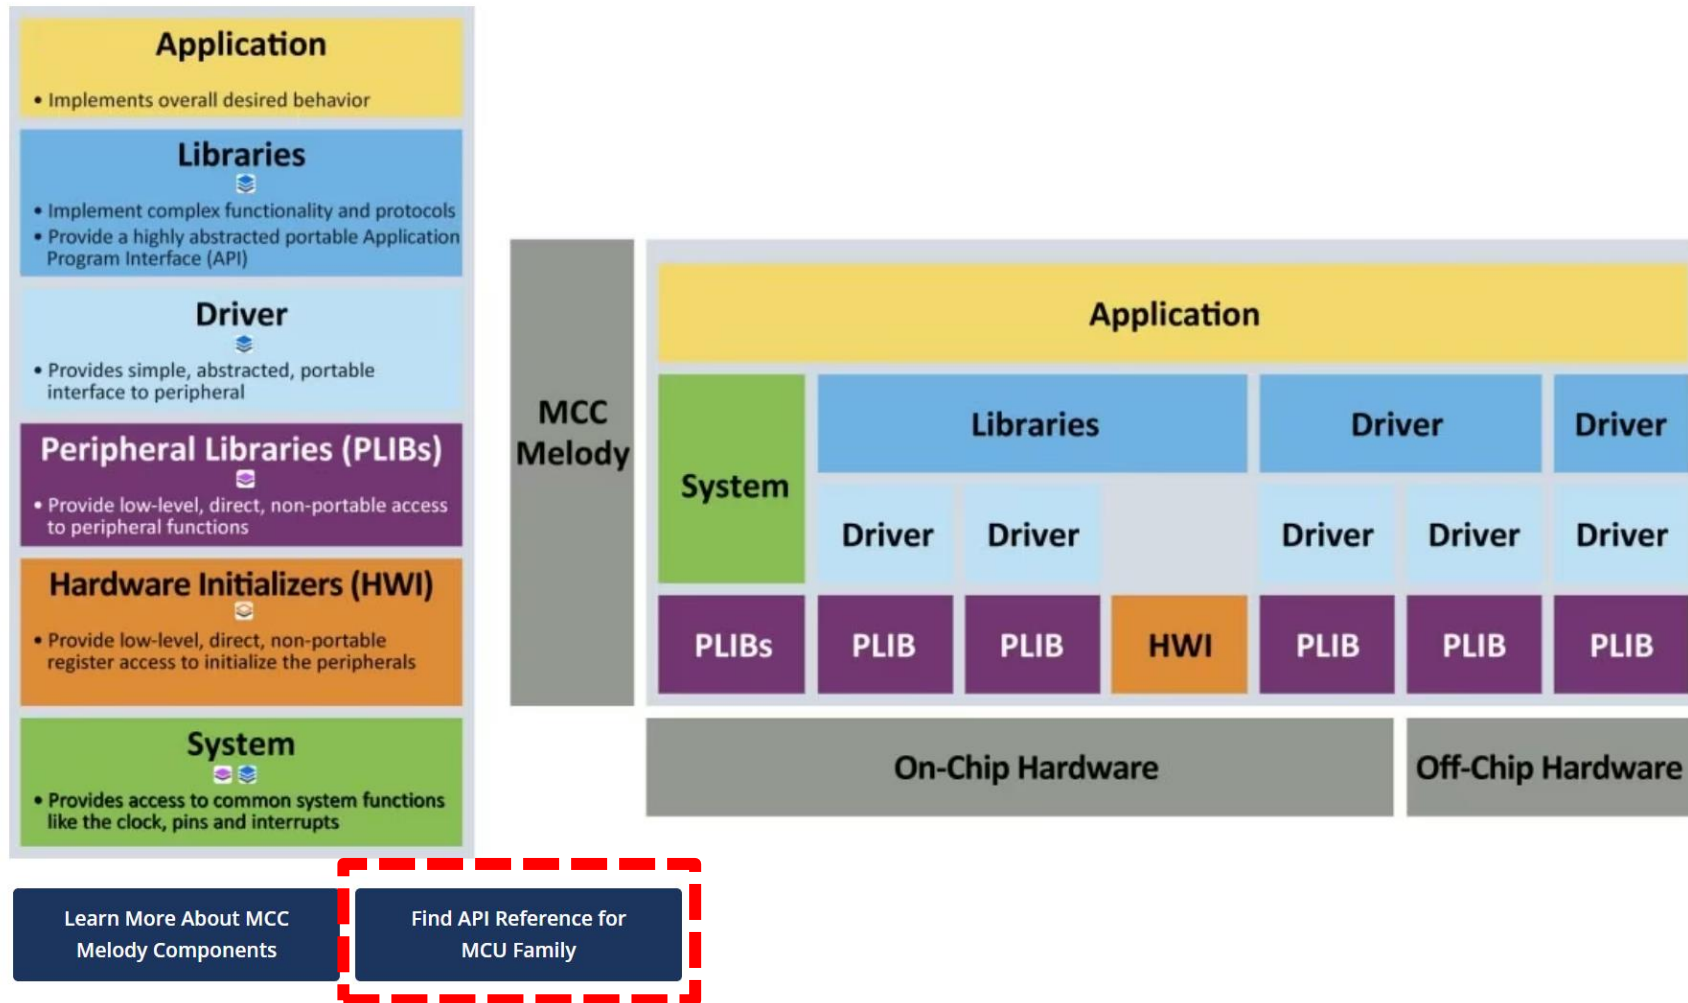 Application
• Implements overall desired behavior
Libraries
• Implement complex functionality and protocols
• Provide a highly abstracted portable Application
Program Interface (API)
Driver
• Provides simple, abstracted, portable
interface to peripheral
Peripheral Libraries (PLIBs)
• Provide low-level, direct, non-portable access
to peripheral functions
Hardware Initializers (HWI)
• Provide low-level, direct, non-portable
register access to initialize the peripherals
System
• Provides access to common system functions
like the clock, pins and interrupts
MCC
Melody
Application
System
Libraries
Driver
Driver
Driver
Driver
Driver
Driver
Driver
PLIBs
PLIB
PLIB
HWI
PLIB
PLIB
PLIB
On-Chip Hardware
Off-Chip Hardware
Learn More About MCC
Melody Components
Find API Reference for
MCU Family